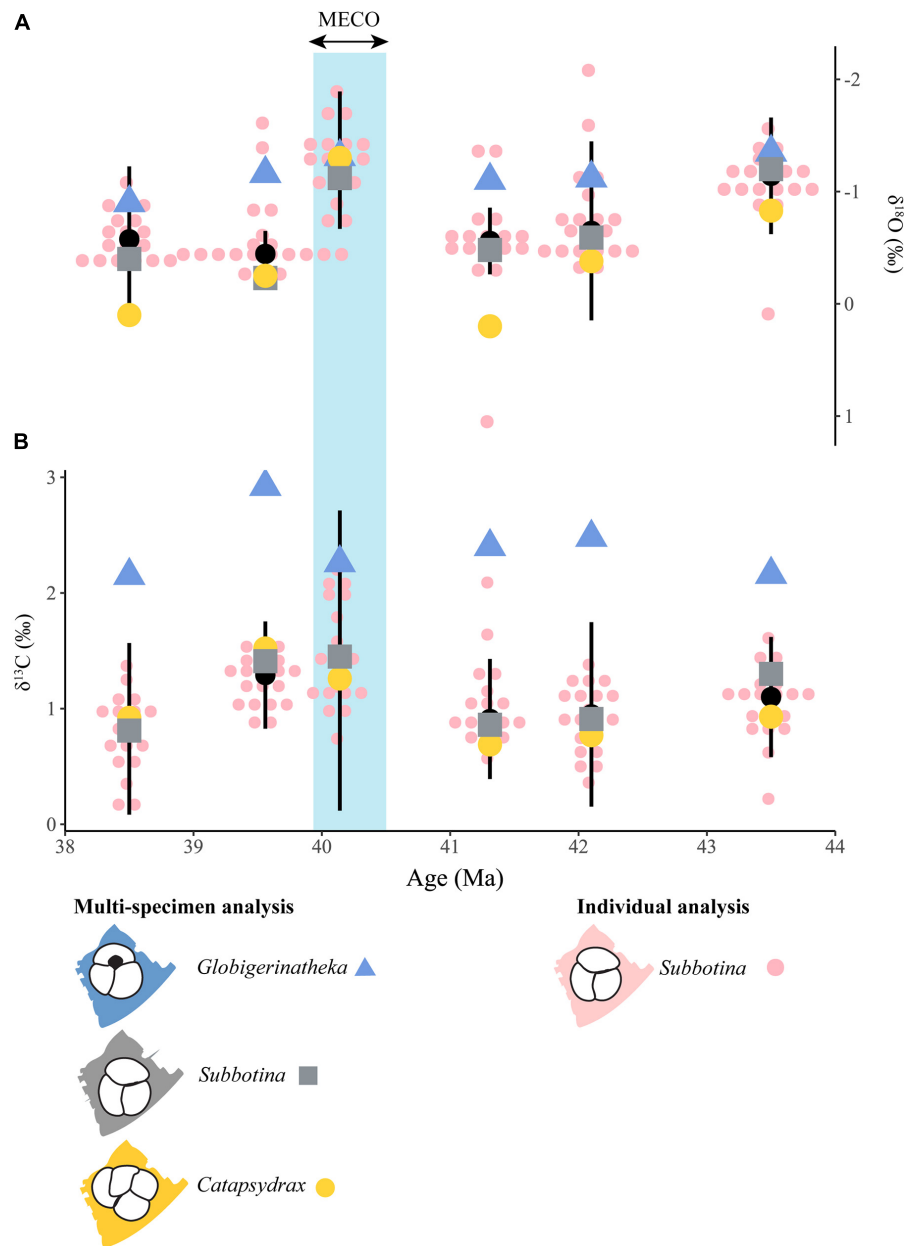 A
MECO
-2
-1
0
1
δ¹⁸O (‰)
B
3
2
1
0
δ¹³C (‰)
38 39 40 41 42 43 44
Age (Ma)
Multi-specimen analysis
Individual analysis
Globigerinatheka
Subbotina
Subbotina
Catapsydrax